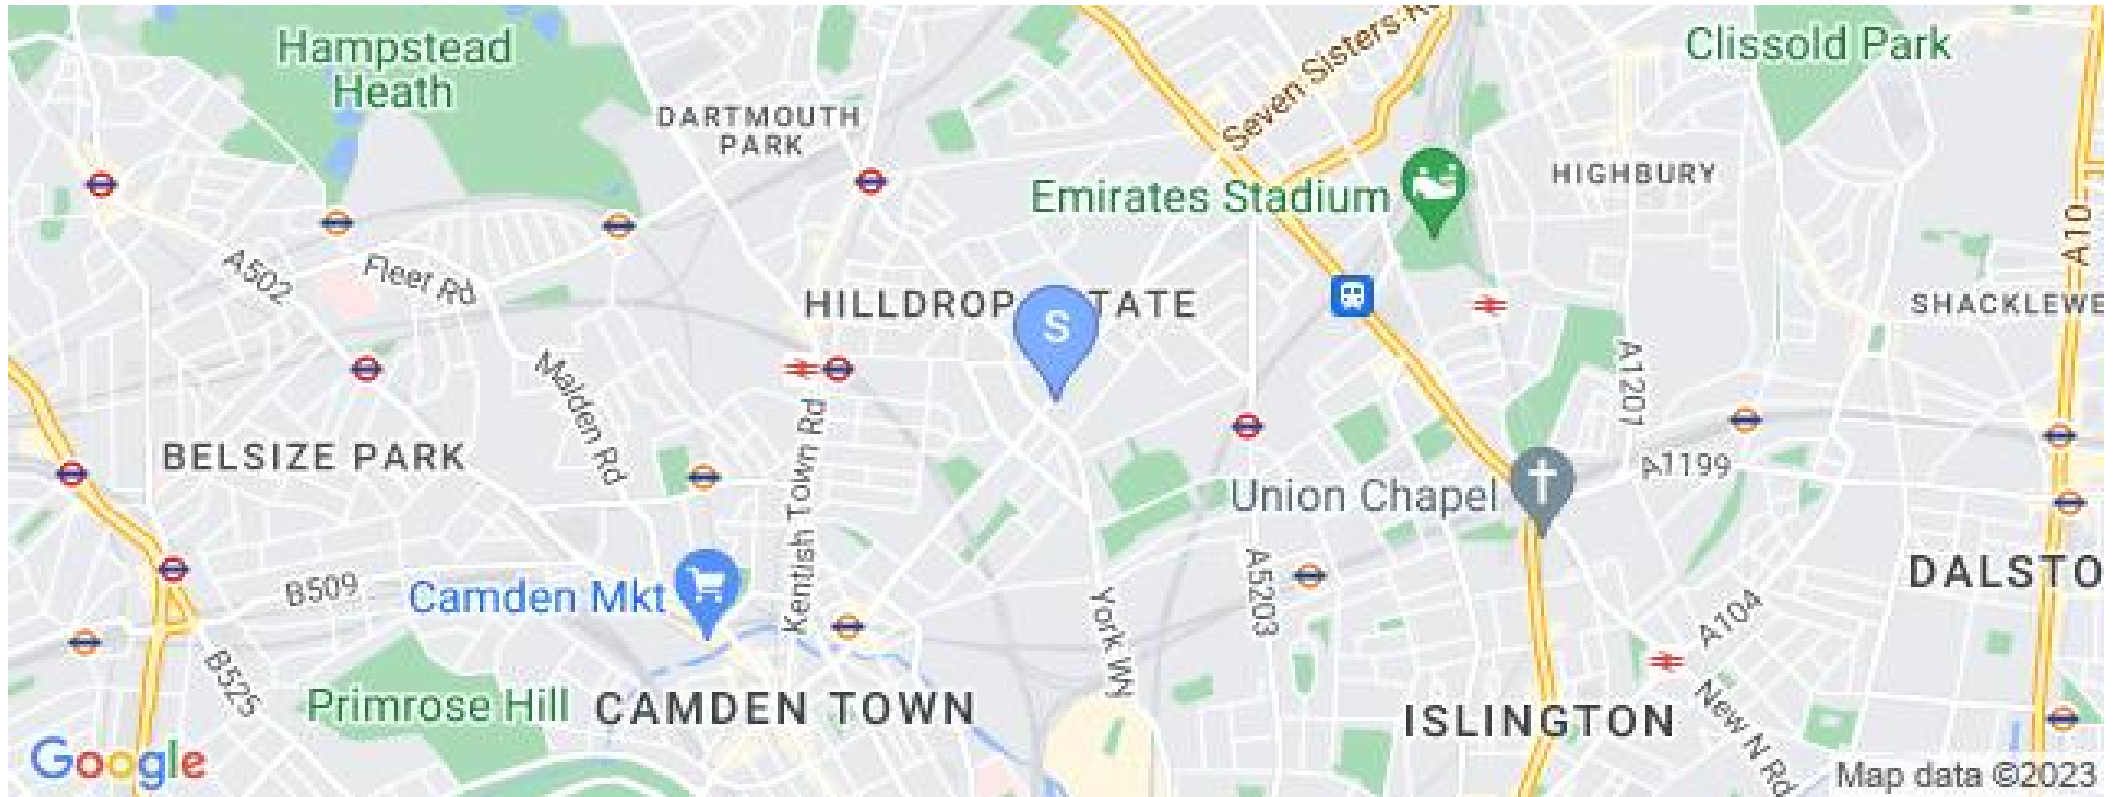 Hampstead
Heath
Clissold Park
Seven Sisters
DARTMOUTH
PARK
HIGHBURY
Emirates Stadium
A10
A502
Fleet Rd
HILLDROP
TATE
S
SHACKLEWE
Malden Rd
A1201
Kentish Town Rd
BELSIZE PARK
A1199
Union Chapel
A5203
DALSTO
B509
Camden Mkt
York Wy
A104
B525
Primrose Hill
CAMDEN TOWN
ISLINGTON
New N Rd
Google
Map data ©2023